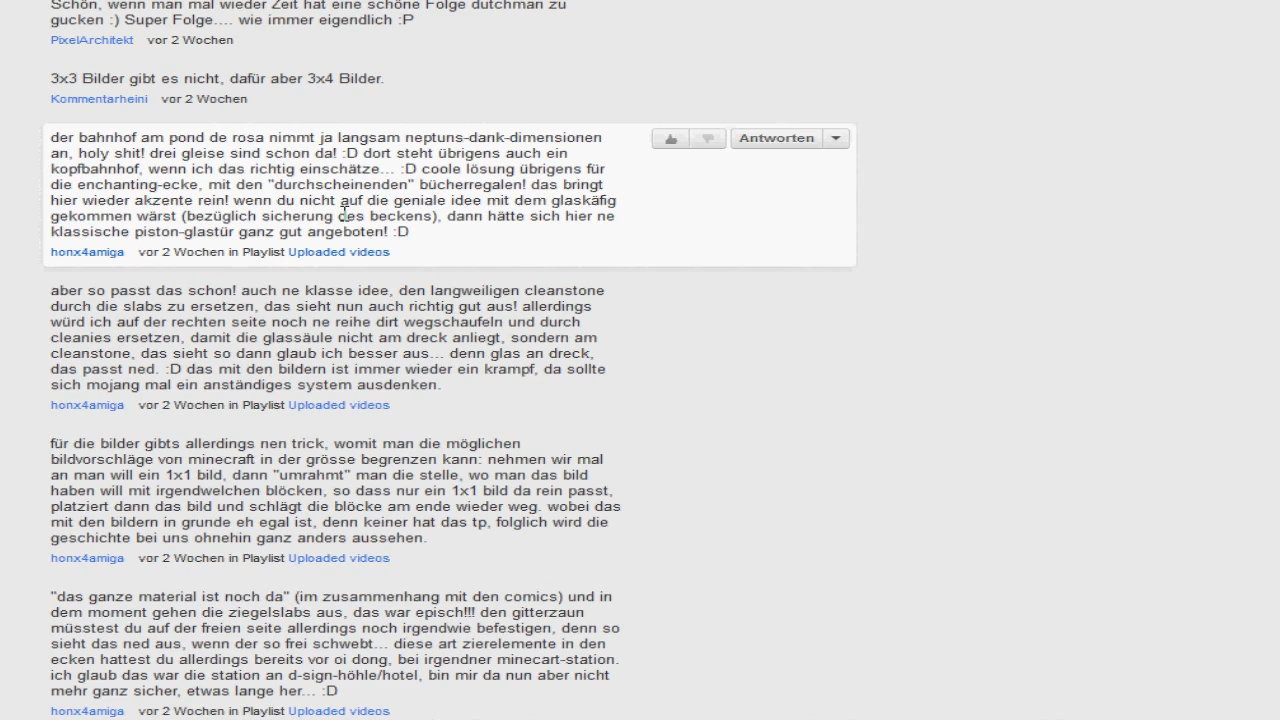 Schön, wenn man mal wieder Zeit hat eine schöne Folge dutchman zu
gucken :) Super Folge.... wie immer eigendlich :P
PixelArchitekt vor 2 Wochen
3x3 Bilder gibt es nicht, dafür aber 3x4 Bilder.
Kommentarheini vor 2 Wochen
der bahnhof am pond de rosa nimmt ja langsam neptuns-dank-dimensionen
an, holy shit! drei gleise sind schon da! :D dort steht übrigens auch ein
kopfbahnhof, wenn ich das richtig einschätze... :D coole lösung übrigens für
die enchanting-ecke, mit den "durchscheinenden" bücherregalen! das bringt
hier wieder akzente rein! wenn du nicht auf die geniale idee mit dem glaskäfig
gekommen wärst (bezüglich sicherung des beckens), dann hätte sich hier ne
klassische piston-glastür ganz gut angeboten! :D
honx4amiga vor 2 Wochen in Playlist Uploaded videos
Antworten
aber so passt das schon! auch ne klasse idee, den langweiligen cleanstone
durch die slabs zu ersetzen, das sieht nun auch richtig gut aus! allerdings
würd ich auf der rechten seite noch ne reihe dirt wegschaufeln und durch
cleanies ersetzen, damit die glassäule nicht am dreck anliegt, sondern am
cleanstone, das sieht so dann glaub ich besser aus... denn glas an dreck,
das passt ned. :D das mit den bildern ist immer wieder ein krampf, da sollte
sich mojang mal ein anständiges system ausdenken.
honx4amiga vor 2 Wochen in Playlist Uploaded videos
für die bilder gibts allerdings nen trick, womit man die möglichen
bildvorschläge von minecraft in der grösse begrenzen kann: nehmen wir mal
an man will ein 1x1 bild, dann "umrahmt" man die stelle, wo man das bild
haben will mit irgendwelchen blöcken, so dass nur ein 1x1 bild da rein passt,
platziert dann das bild und schlägt die blöcke am ende wieder weg. wobei das
mit den bildern in grunde eh egal ist, denn keiner hat das tp, folglich wird die
geschichte bei uns ohnehin ganz anders aussehen.
honx4amiga vor 2 Wochen in Playlist Uploaded videos
"das ganze material ist noch da" (im zusammenhang mit den comics) und in
dem moment gehen die ziegelslabs aus, das war episch!!! den gitterzaun
müsstest du auf der freien seite allerdings noch irgendwie befestigen, denn so
sieht das ned aus, wenn der so frei schwebt... diese art zierelemente in den
ecken hattest du allerdings bereits vor oi dong, bei irgendner minecart-station.
ich glaub das war die station an d-sign-höhle/hotel, bin mir da nun aber nicht
mehr ganz sicher, etwas lange her... :D
honx4amiga vor 2 Wochen in Playlist Uploaded videos